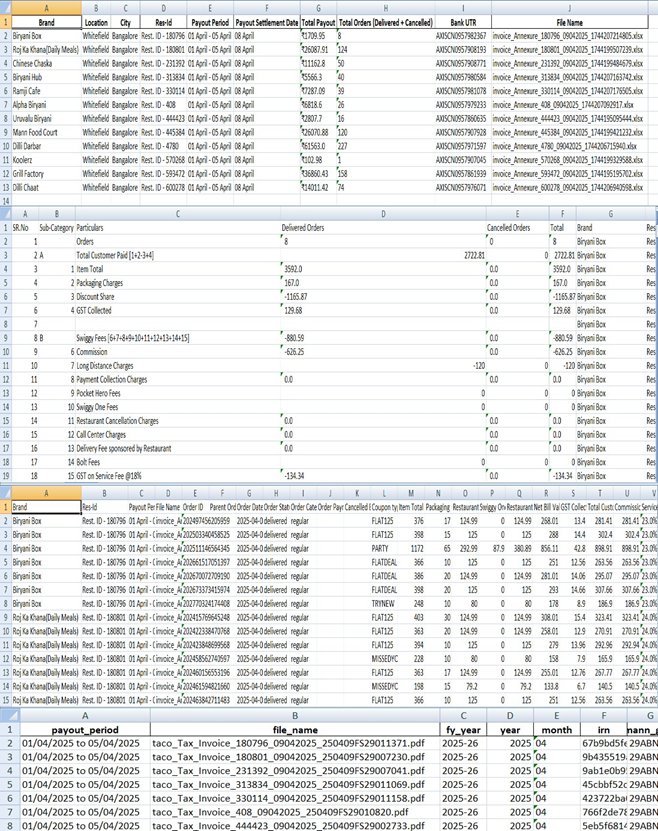 A B C D E F G H I J
1 Brand Location City Res-Id Payout Period Payout Settlement Date Total Payout Total Orders (Delivered + Cancelled) Bank UTR File Name
2 Biryani Box Whitefield Bangalore Rest. ID - 180796 01 April - 05 April 08 April ₹1709.95 8 AXISCN0957982367 invoice_Annexure_180796_09042025_1744207214805.xlsx
3 Roj Ka Khana(Daily Meals) Whitefield Bangalore Rest. ID - 180801 01 April - 05 April 08 April ₹26087.91 124 AXISCN0957908193 invoice_Annexure_180801_09042025_1744199507239.xlsx
4 Chinese Chaska Whitefield Bangalore Rest. ID - 231392 01 April - 05 April 08 April ₹11162.8 50 AXISCN0957908771 invoice_Annexure_231392_09042025_1744199484679.xlsx
5 Biryani Hub Whitefield Bangalore Rest. ID - 313834 01 April - 05 April 08 April ₹5566.3 40 AXISCN0957980584 invoice_Annexure_313834_09042025_1744207163742.xlsx
6 Ramji Cafe Whitefield Bangalore Rest. ID - 330114 01 April - 05 April 08 April ₹7287.09 39 AXISCN0957981078 invoice_Annexure_330114_09042025_1744207176505.xlsx
7 Alpha Biryani Whitefield Bangalore Rest. ID - 408 01 April - 05 April 08 April ₹6818.6 26 AXISCN0957979233 invoice_Annexure_408_09042025_1744207092917.xlsx
8 Uruvalu Biryani Whitefield Bangalore Rest. ID - 444423 01 April - 05 April 08 April ₹2807.7 16 AXISCN0957860635 invoice_Annexure_444423_09042025_1744195095444.xlsx
9 Mann Food Court Whitefield Bangalore Rest. ID - 445384 01 April - 05 April 08 April ₹26070.88 120 AXISCN0957907928 invoice_Annexure_445384_09042025_1744199421232.xlsx
10 Dilli Darbar Whitefield Bangalore Rest. ID - 4780 01 April - 05 April 08 April ₹61563.0 227 AXISCN0957971597 invoice_Annexure_4780_09042025_1744206715940.xlsx
11 Koolerz Whitefield Bangalore Rest. ID - 570268 01 April - 05 April 08 April ₹102.98 1 AXISCN0957907045 invoice_Annexure_570268_09042025_1744199329588.xlsx
12 Grill Factory Whitefield Bangalore Rest. ID - 593472 01 April - 05 April 08 April ₹36860.43 158 AXISCN0957861939 invoice_Annexure_593472_09042025_1744195195702.xlsx
13 Dilli Chaat Whitefield Bangalore Rest. ID - 600278 01 April - 05 April 08 April ₹14011.42 74 AXISCN0957976071 invoice_Annexure_600278_09042025_1744206940598.xlsx
14
A B C D E F G H
1 SR.No Sub-Category Particulars Delivered Orders Cancelled Orders Total Brand Res
2 1 Orders 8 0 8 Biryani Box Res
3 2 A Total Customer Paid [1+2-3+4] 2722.81 0 2722.81 Biryani Box Res
4 3 1 Item Total 3592.0 0.0 3592.0 Biryani Box Res
5 4 2 Packaging Charges 167.0 0.0 167.0 Biryani Box Res
6 5 3 Discount Share -1165.87 0.0 -1165.87 Biryani Box Res
7 6 4 GST Collected 129.68 0.0 129.68 Biryani Box Res
8 7 Biryani Box Res
9 8 B Swiggy Fees [6+7+8+9+10+11+12+13+14+15] -880.59 0.0 -880.59 Biryani Box Res
10 9 6 Commission -626.25 0.0 -626.25 Biryani Box Res
11 10 7 Long Distance Charges -120 0 -120 Biryani Box Res
12 11 8 Payment Collection Charges 0.0 0.0 0.0 Biryani Box Res
13 12 9 Pocket Hero Fees 0 0 0 Biryani Box Res
14 13 10 Swiggy One Fees 0 0 0 Biryani Box Res
15 14 11 Restaurant Cancellation Charges 0.0 0.0 0.0 Biryani Box Res
16 15 12 Call Center Charges 0.0 0.0 0.0 Biryani Box Res
17 16 13 Delivery Fee sponsored by Restaurant 0.0 0.0 0.0 Biryani Box Res
18 17 14 Bolt Fees 0 0 0 Biryani Box Res
19 18 15 GST on Service Fee @18% -134.34 0.0 -134.34 Biryani Box Res
A B C D E F G H I J K L M N O P Q R S T U V
1 Brand Res-Id Payout Per File Name Order ID Parent Ord Order Date Order Stat Order Cate Order Pay Cancelled Coupon ty Item Total Packaging Restaurant Swiggy On Restaurant Net Bill Va GST Collec Total Cust Commissic Service
2 Biryani Box Rest. ID - 180796 01 April - invoice_A 202497456205959 2025-04-0 delivered regular FLAT125 376 17 124.99 0 124.99 268.01 13.4 281.41 281.41 23.0%
3 Biryani Box Rest. ID - 180796 01 April - invoice_A 202503340458525 2025-04-0 delivered regular FLAT125 398 15 125 0 125 288 14.4 302.4 302.4 23.0%
4 Biryani Box Rest. ID - 180796 01 April - invoice_A 202511146564345 2025-04-0 delivered regular PARTY 1172 65 292.99 87.9 380.89 856.11 42.8 898.91 898.91 23.0%
5 Biryani Box Rest. ID - 180796 01 April - invoice_A 202661517051397 2025-04-0 delivered regular FLATDEAL 366 10 125 0 125 251 12.56 263.56 263.56 23.0%
6 Biryani Box Rest. ID - 180796 01 April - invoice_A 202670072709190 2025-04-0 delivered regular FLATDEAL 386 20 124.99 0 124.99 281.01 14.06 295.07 295.07 23.0%
7 Biryani Box Rest. ID - 180796 01 April - invoice_A 202673373415974 2025-04-0 delivered regular FLATDEAL 398 20 125 0 125 293 14.66 307.66 307.66 23.0%
8 Biryani Box Rest. ID - 180796 01 April - invoice_A 202770324174408 2025-04-0 delivered regular TRYNEW 248 10 80 0 80 178 8.9 186.9 186.9 23.0%
9 Roj Ka Khana(Daily Meals) Rest. ID - 180801 01 April - invoice_A 202415769645248 2025-04-0 delivered regular FLAT125 403 30 124.99 0 124.99 308.01 15.4 323.41 323.41 24.0%
10 Roj Ka Khana(Daily Meals) Rest. ID - 180801 01 April - invoice_A 202422338470768 2025-04-0 delivered regular FLAT125 363 20 124.99 0 124.99 258.01 12.9 270.91 270.91 24.0%
11 Roj Ka Khana(Daily Meals) Rest. ID - 180801 01 April - invoice_A 202423848699568 2025-04-0 delivered regular FLAT125 394 10 125 0 125 279 13.96 292.96 292.94 24.0%
12 Roj Ka Khana(Daily Meals) Rest. ID - 180801 01 April - invoice_A 202458562740597 2025-04-0 delivered regular MISSEDYC 228 10 80 0 80 158 7.9 165.9 165.9 24.0%
13 Roj Ka Khana(Daily Meals) Rest. ID - 180801 01 April - invoice_A 202460156553196 2025-04-0 delivered regular FLAT125 363 17 124.99 0 124.99 255.01 12.76 267.77 267.77 24.0%
14 Roj Ka Khana(Daily Meals) Rest. ID - 180801 01 April - invoice_A 202461594821660 2025-04-0 delivered regular MISSEDYC 198 15 79.2 0 79.2 133.8 6.7 140.5 140.5 24.0%
15 Roj Ka Khana(Daily Meals) Rest. ID - 180801 01 April - invoice_A 202463842711483 2025-04-0 delivered regular FLAT125 366 10 125 0 125 251 12.56 263.56 263.56 24.0%
A B C D E F G
1 payout_period file_name fy_year year month irn
2 01/04/2025 to 05/04/2025 taco_Tax_Invoice_180796_09042025_250409FS29011371.pdf 2025-26 2025 04 67b9bd5fe 29ABN
3 01/04/2025 to 05/04/2025 taco_Tax_Invoice_180801_09042025_250409FS29007230.pdf 2025-26 2025 04 9b435519 29ABN
4 01/04/2025 to 05/04/2025 taco_Tax_Invoice_231392_09042025_250409FS29007041.pdf 2025-26 2025 04 9ab1e0b9 29ABN
5 01/04/2025 to 05/04/2025 taco_Tax_Invoice_313834_09042025_250409FS29011069.pdf 2025-26 2025 04 45cbbf52 29ABN
6 01/04/2025 to 05/04/2025 taco_Tax_Invoice_330114_09042025_250409FS29011158.pdf 2025-26 2025 04 423722ba 29ABN
7 01/04/2025 to 05/04/2025 taco_Tax_Invoice_408_09042025_250409FS29010820.pdf 2025-26 2025 04 766f2de78 29ABN
8 01/04/2025 to 05/04/2025 taco_Tax_Invoice_444423_09042025_250409FS29002733.pdf 2025-26 2025 04 5eb5f6814 29ABN